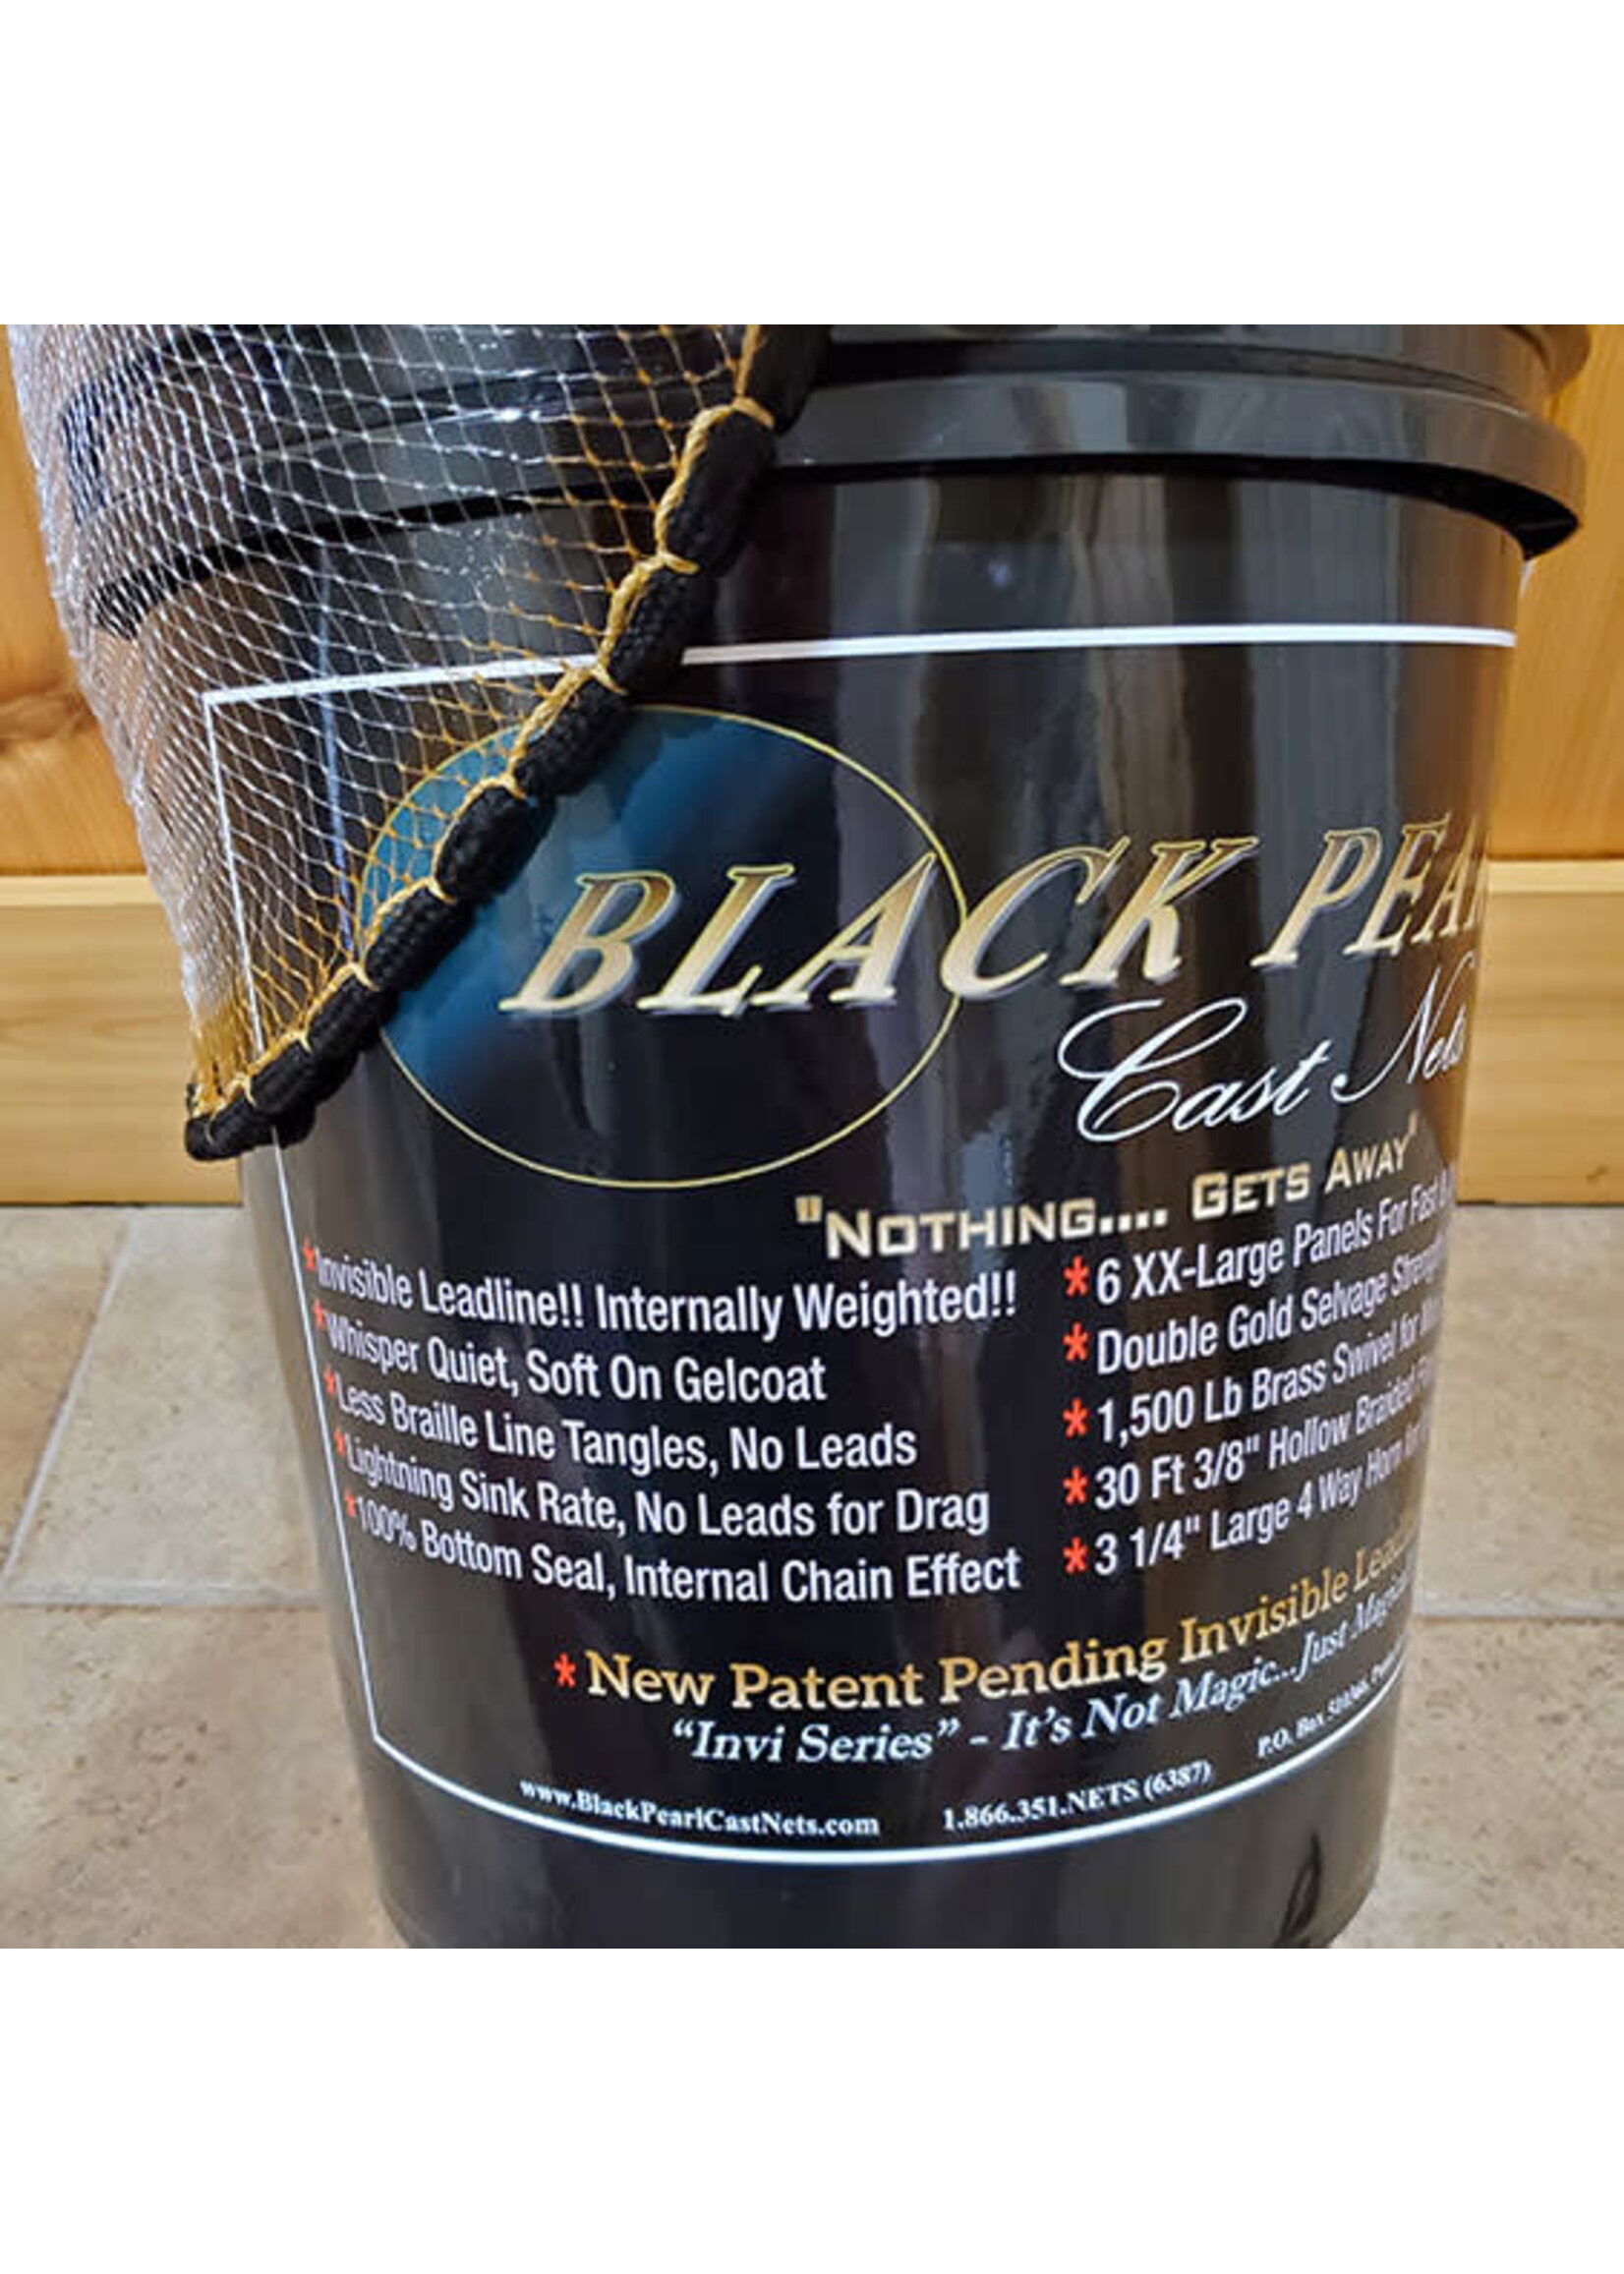 BLACK
Cast Nets
"NOTHING.... GETS AWAY"
*Invisible Leadline!! Internally Weighted!!
*Whisper Quiet, Soft On Gelcoat
*Less Braille Line Tangles, No Leads
*Lightning Sink Rate, No Leads for Drag
*100% Bottom Seal, Internal Chain Effect
*6 XX-Large Panels For Fast
*Double Gold Selvage
*1,500 Lb Brass Swivel for
*30 Ft 3/8" Hollow Braided
*3 1/4" Large 4 Way Horn
*New Patent Pending Invisible
"Invi Series" - It's Not Magic...Just
www.BlackPearlCastNets.com 1.866.351.NETS (6387) P.O. Box